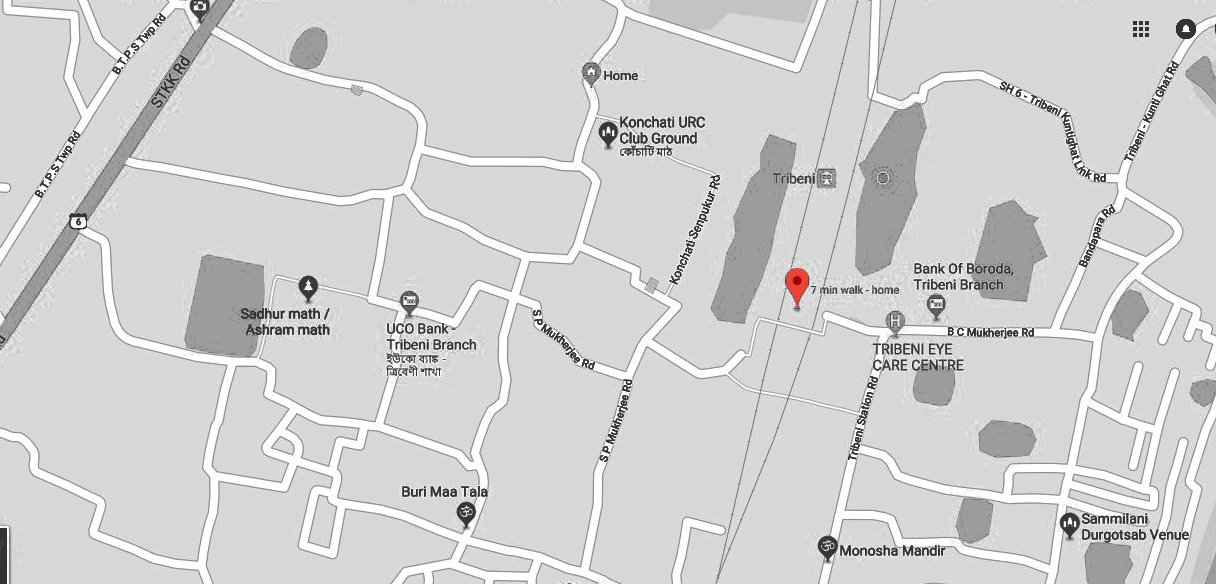 B.T.P.S Twp Rd
STKK Rd
B.T.P.S Twp Rd
6
Home
Konchati URC
Club Ground
কোঁচাটি মাঠ
Konchati Senpukur Rd
Tribeni
SH 6 - Tribeni Kuntighat Link Rd
Tribeni - Kunti Ghat Rd
Bandapara Rd
7 min walk - home
Bank Of Boroda,
Tribeni Branch
B C Mukherjee Rd
H
TRIBENI EYE
CARE CENTRE
Sadhur math /
Ashram math
UCO Bank -
Tribeni Branch
ইউকো ব্যাঙ্ক -
ত্রিবেণী শাখা
S P Mukherjee Rd
S P Mukherjee Rd
Tribeni Station Rd
Buri Maa Tala
Monosha Mandir
Sammilani
Durgotsab Venue